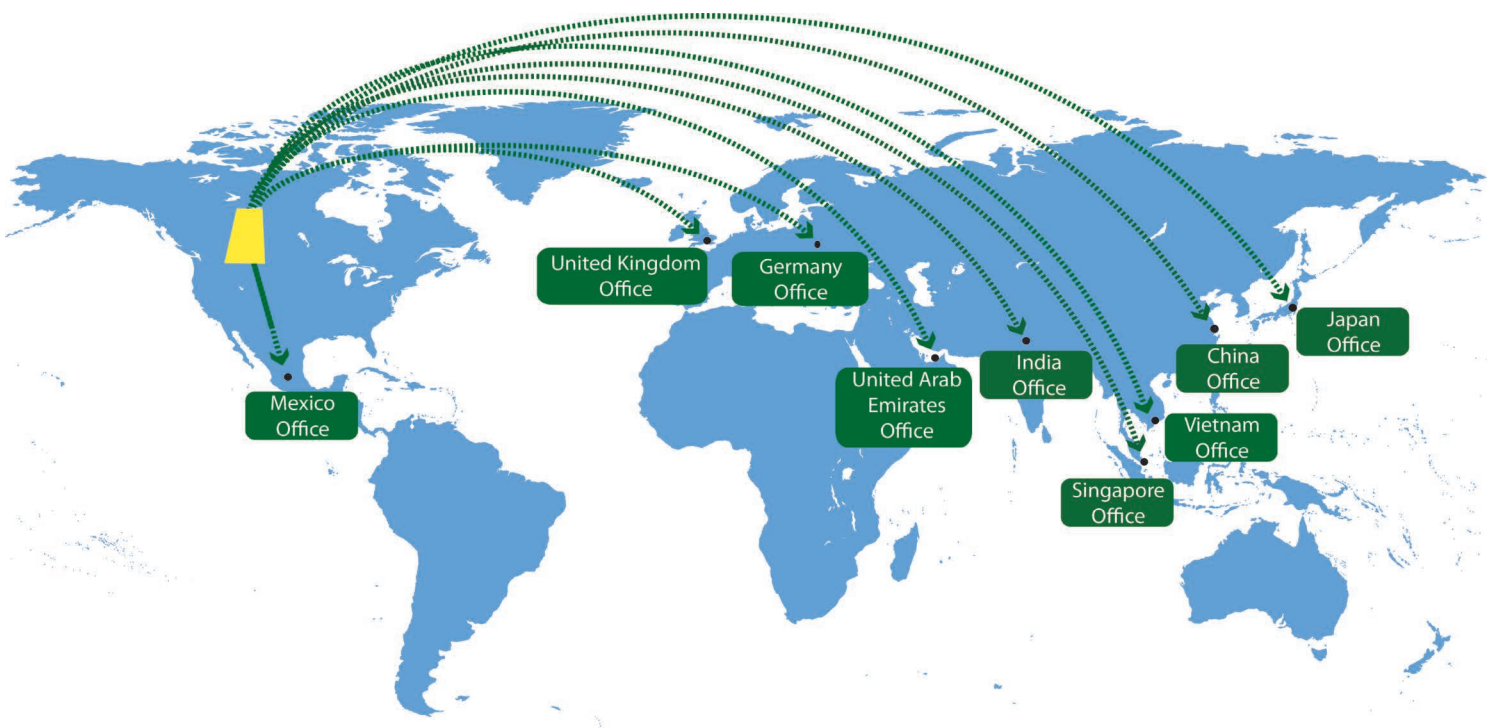 United Kingdom
Office
Germany
Office
Japan
Office
China
Office
India
Office
United Arab
Emirates
Office
Mexico
Office
Vietnam
Office
Singapore
Office